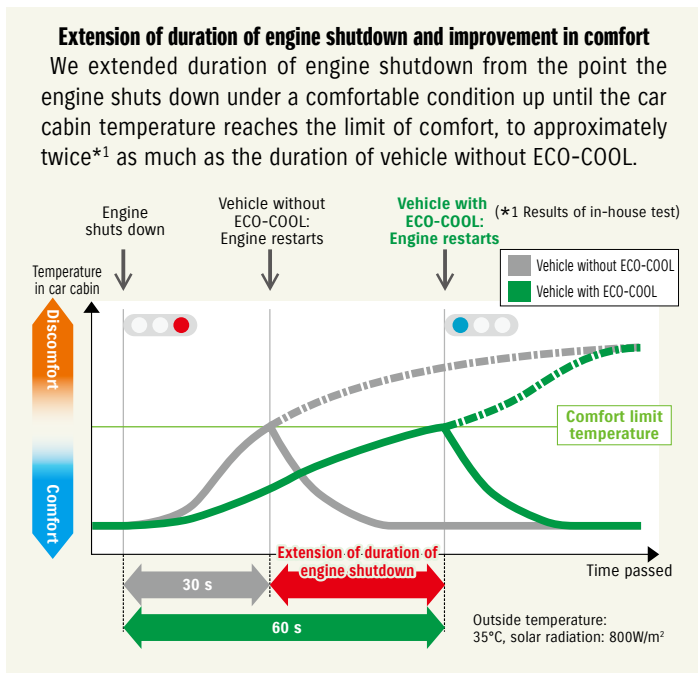 Extension of duration of engine shutdown and improvement in comfort
We extended duration of engine shutdown from the point the
engine shuts down under a comfortable condition up until the car
cabin temperature reaches the limit of comfort, to approximately
twice*1 as much as the duration of vehicle without ECO-COOL.
Engine
shuts down
Vehicle without
ECO-COOL:
Engine restarts
Vehicle with
ECO-COOL:
Engine restarts
(*1 Results of in-house test)
Temperature
in car cabin
Vehicle without ECO-COOL
Vehicle with ECO-COOL
Discomfort
Comfort
Comfort limit
temperature
Extension of duration of
engine shutdown
Time passed
30 s
60 s
Outside temperature:
35°C, solar radiation: 800W/m²